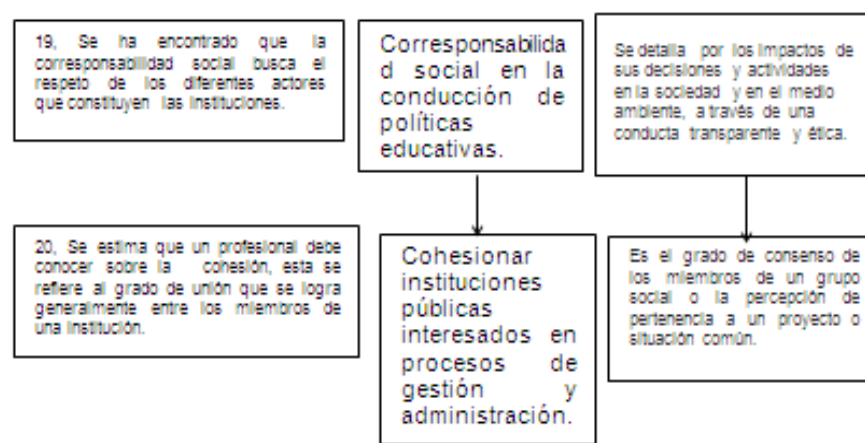 19, Se ha encontrado que la
corresponsabilidad social busca el
respeto de los diferentes actores
que constituyen las instituciones.
Corresponsabilida
d social en la
conducción de
políticas
educativas.
Se detalla por los impactos de
sus decisiones y actividades
en la sociedad y en el medio
ambiente, a través de una
conducta transparente y ética.
20, Se estima que un profesional debe
conocer sobre la cohesión, esta se
refiere al grado de unión que se logra
generalmente entre los miembros de
una institución.
Cohesionar
instituciones
públicas
interesados en
procesos de
gestión y
administración.
Es el grado de consenso de
los miembros de un grupo
social o la percepción de
pertenencia a un proyecto o
situación común.